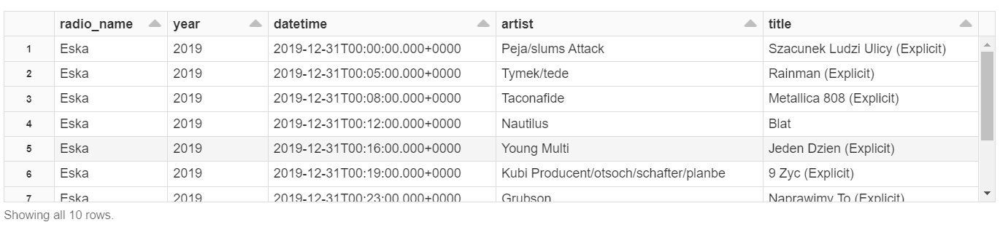 radio_name year datetime artist title
1 Eska 2019 2019-12-31T00:00:00.000+0000 Peja/slums Attack Szacunek Ludzi Ulicy (Explicit)
2 Eska 2019 2019-12-31T00:05:00.000+0000 Tymek/tede Rainman (Explicit)
3 Eska 2019 2019-12-31T00:08:00.000+0000 Taconafide Metallica 808 (Explicit)
4 Eska 2019 2019-12-31T00:12:00.000+0000 Nautilus Blat
5 Eska 2019 2019-12-31T00:16:00.000+0000 Young Multi Jeden Dzien (Explicit)
6 Eska 2019 2019-12-31T00:19:00.000+0000 Kubi Producent/otsoch/schafter/planbe 9 Zyc (Explicit)
7 Eska 2019 2019-12-31T00:23:00.000+0000 Grubson Naprawimy To (Explicit)
Showing all 10 rows.